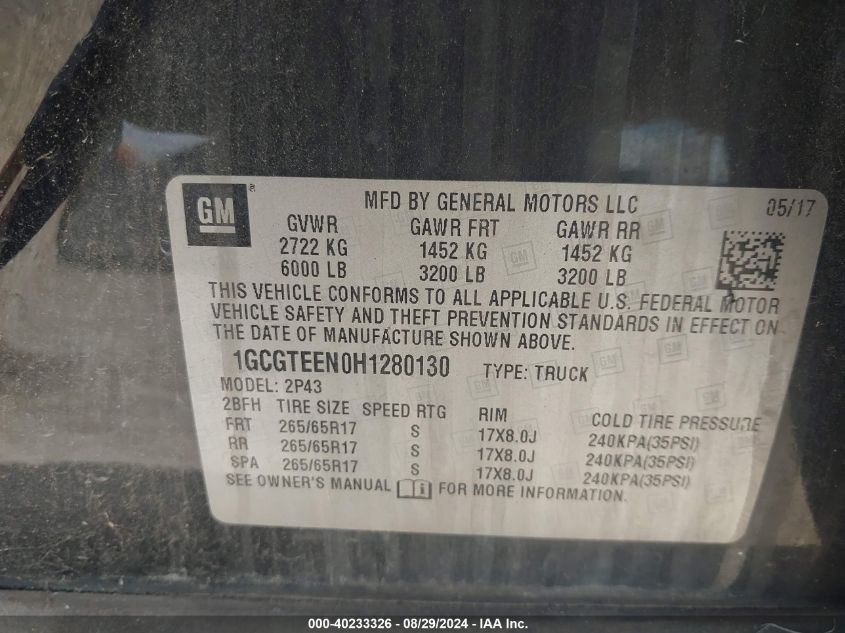 GM ®
MFD BY GENERAL MOTORS LLC 05/17
GVWR GAWR FRT GAWR RR
2722 KG 1452 KG 1452 KG
6000 LB 3200 LB 3200 LB
THIS VEHICLE CONFORMS TO ALL APPLICABLE U.S. FEDERAL MOTOR
VEHICLE SAFETY AND THEFT PREVENTION STANDARDS IN EFFECT ON
THE DATE OF MANUFACTURE SHOWN ABOVE.
1GCGTEEN0H1280130 TYPE: TRUCK
MODEL: 2P43
2BFH TIRE SIZE SPEED RTG RIM COLD TIRE PRESSURE
FRT 265/65R17 S 17X8.0J 240KPA(35PSI)
RR 265/65R17 S 17X8.0J 240KPA(35PSI)
SPA 265/65R17 S 17X8.0J 240KPA(35PSI)
SEE OWNER'S MANUAL i FOR MORE INFORMATION.
000-40233326 - 08/29/2024 - IAA Inc.